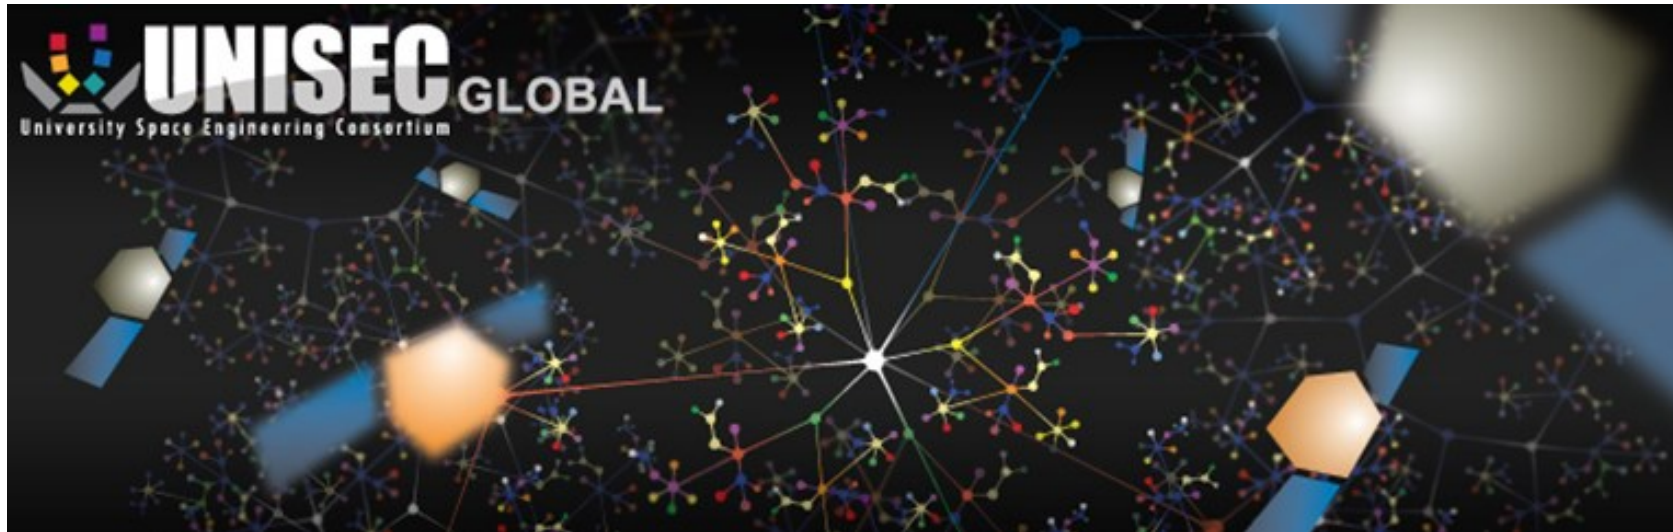 UNISEC GLOBAL
University Space Engineering Consortium